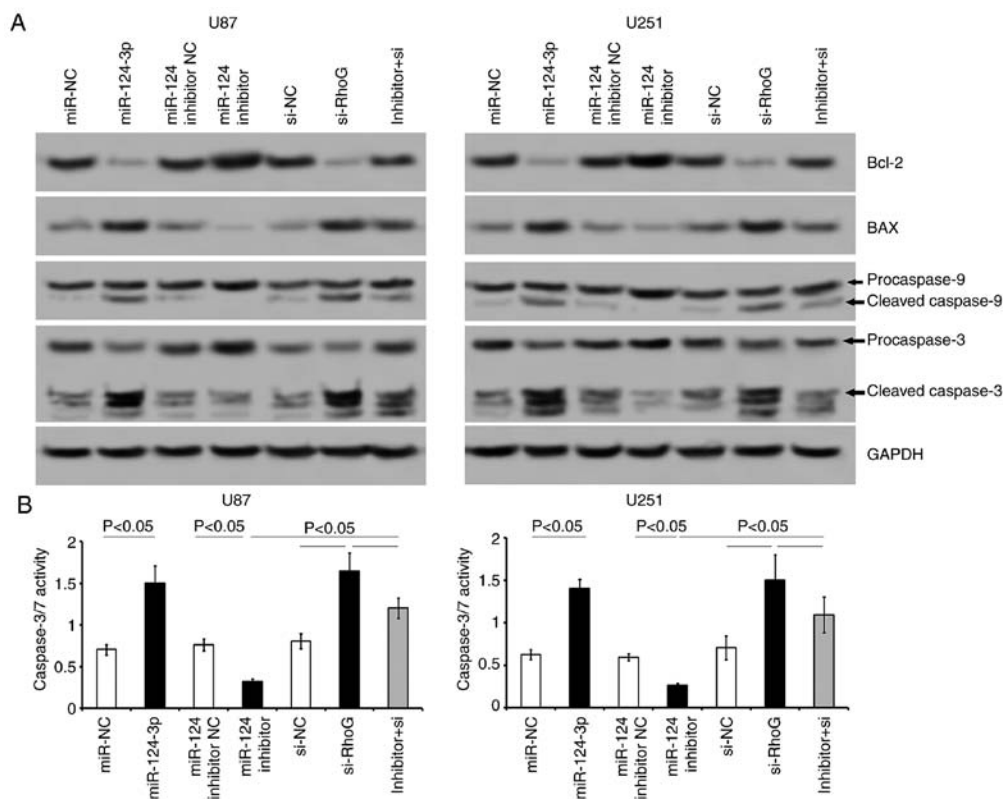 A
U87
U251
miR-NC
miR-124-3p
miR-124
inhibitor NC
miR-124
inhibitor
si-NC
si-RhoG
Inhibitor+si
miR-NC
miR-124-3p
miR-124
inhibitor NC
miR-124
inhibitor
si-NC
si-RhoG
Inhibitor+si
Bcl-2
BAX
Procaspase-9
Cleaved caspase-9
Procaspase-3
Cleaved caspase-3
GAPDH
B
U87
P<0.05
P<0.05
P<0.05
Caspase-3/7 activity
2
1.5
1
0.5
0
miR-NC
miR-124-3p
miR-124
inhibitor NC
miR-124
inhibitor
si-NC
si-RhoG
Inhibitor+si
U251
P<0.05
P<0.05
P<0.05
Caspase-3/7 activity
2
1.5
1
0.5
0
miR-NC
miR-124-3p
miR-124
inhibitor NC
miR-124
inhibitor
si-NC
si-RhoG
Inhibitor+si